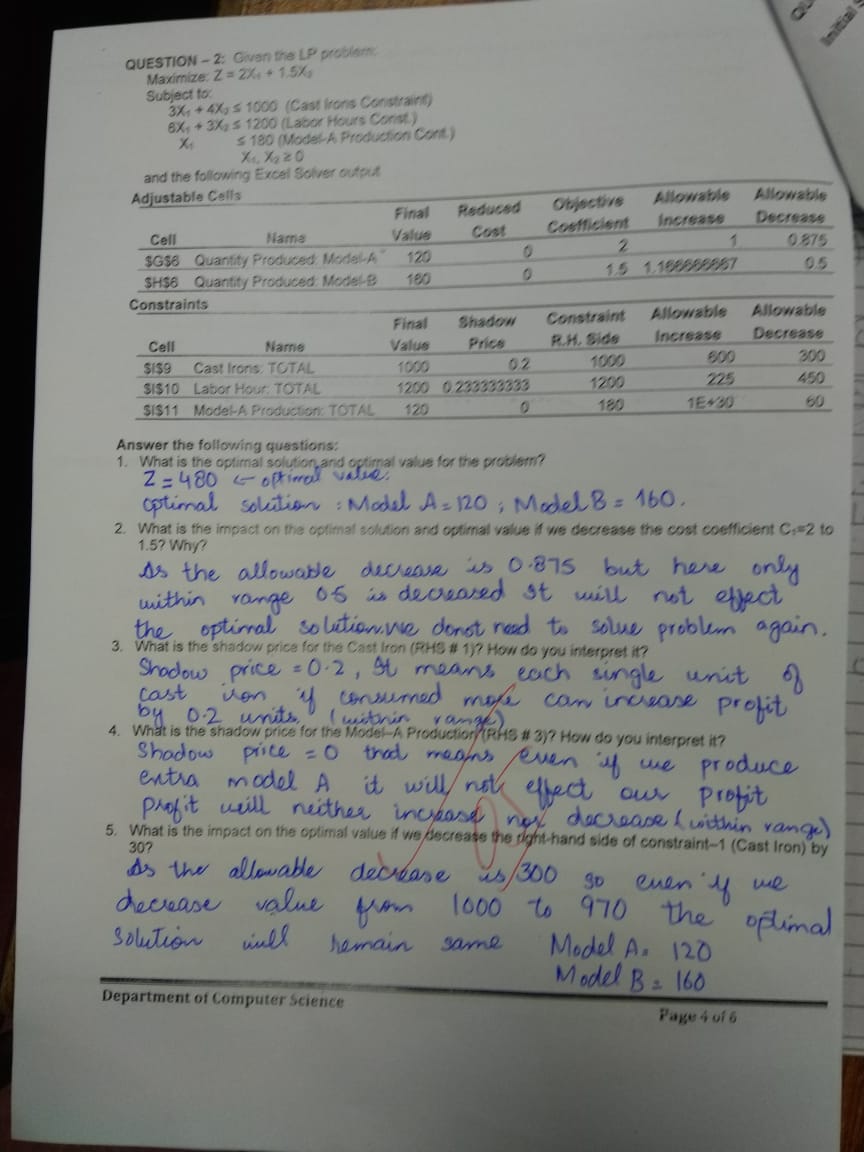 QUESTION – 2: Given the LP problem:
Maximize: Z = 2X₁ + 1.5X₂
Subject to:
3X₁ + 4X₂ ≤ 1000 (Cast Irons Constraint)
6X₁ + 3X₂ ≤ 1200 (Labor Hours Const.)
X₁ ≤ 180 (Model-A Production Cont.)
X₁, X₂ ≥ 0
and the following Excel Solver output
Adjustable Cells
Final Reduced Objective Allowable Allowable
Cell Name Value Cost Coefficient Increase Decrease
$G$6 Quantity Produced: Model-A 120 0 2 1 0.875
$H$6 Quantity Produced: Model-B 160 0 1.5 1.166666667 0.5
Constraints
Final Shadow Constraint Allowable Allowable
Cell Name Value Price R.H. Side Increase Decrease
$I$9 Cast Irons: TOTAL 1000 0.2 1000 600 300
$I$10 Labor Hour: TOTAL 1200 0.233333333 1200 225 450
$I$11 Model-A Production: TOTAL 120 0 180 1E+30 60
Answer the following questions:
1. What is the optimal solution and optimal value for the problem?
Z = 480 ← optimal value.
optimal solution : Model A = 120 ; Model B = 160.
2. What is the impact on the optimal solution and optimal value if we decrease the cost coefficient C₁=2 to
1.5? Why?
As the allowable decrease is 0.875 but here only
within range 0.5 is decreased It will not effect
the optimal solution. we donot need to solve problem again.
3. What is the shadow price for the Cast Iron (RHS # 1)? How do you interpret it?
Shadow price = 0.2, It means each single unit of
cast iron if consumed more can increase profit
by 0.2 units. (within range)
4. What is the shadow price for the Model–A Production (RHS # 3)? How do you interpret it?
Shadow price = 0 that means even if we produce
extra model A it will not effect our profit
profit will neither increase nor decrease (within range)
5. What is the impact on the optimal value if we decrease the right-hand side of constraint–1 (Cast Iron) by
30?
As the allowable decrease is 300 so even if we
decrease value from 1000 to 970 the optimal
solution will remain same Model A = 120
Model B = 160
Department of Computer Science
Page 4 of 6